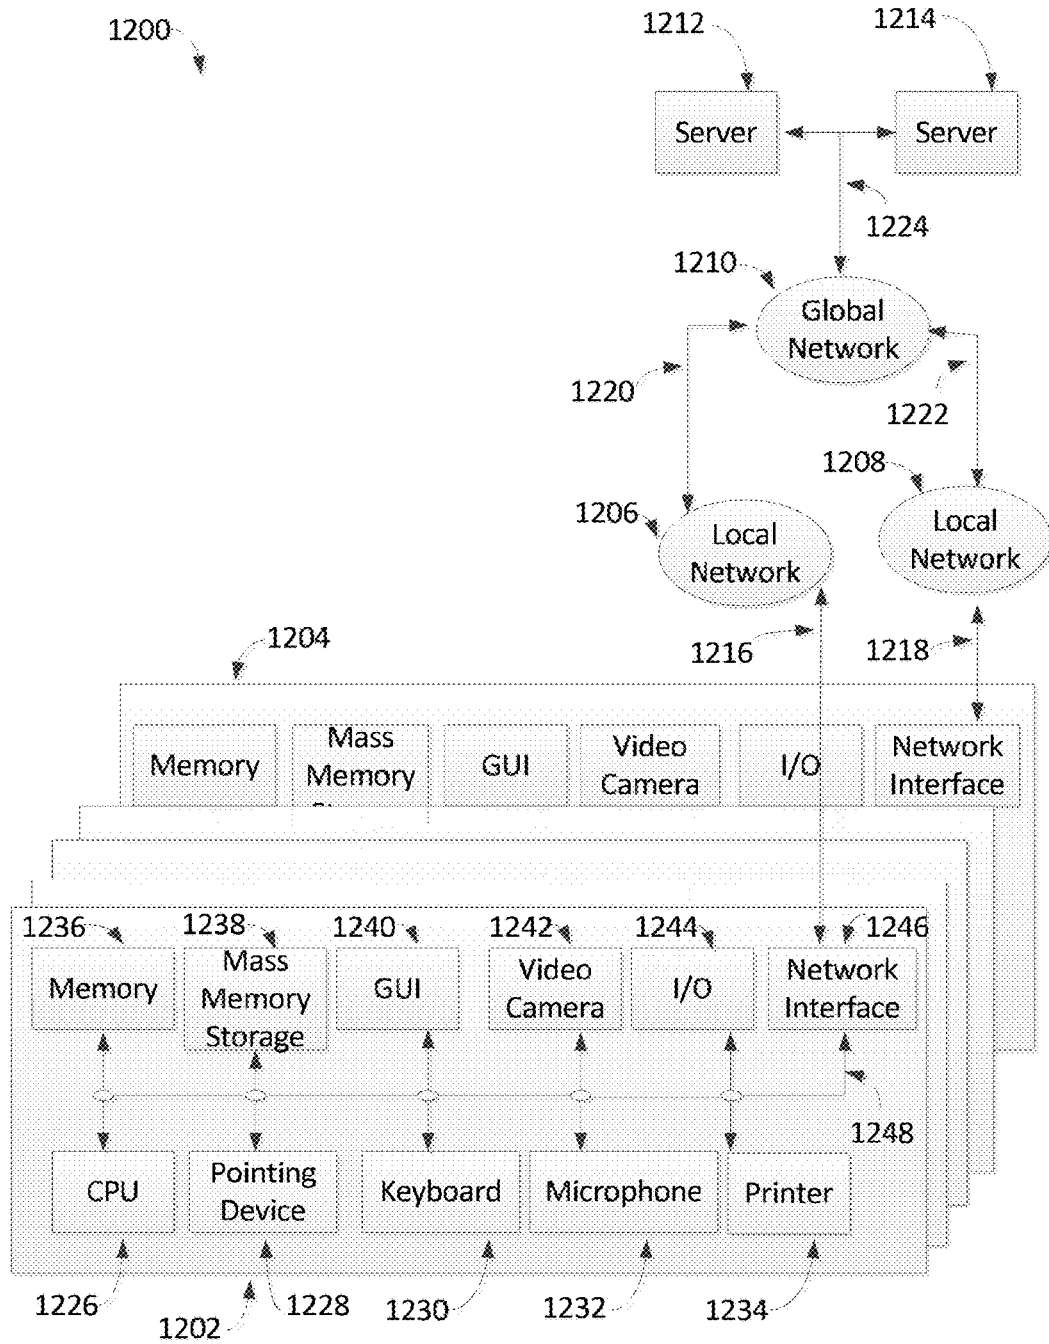 1200
1212
1214
Server
Server
1224
1210
Global
Network
1220
1222
1208
1206
Local
Network
Local
Network
1204
1216
1218
Memory
Mass
Memory
GUI
Video
Camera
I/O
Network
Interface
1236
1238
1240
1242
1244
1246
Memory
Mass
Memory
Storage
GUI
Video
Camera
I/O
Network
Interface
1248
CPU
Pointing
Device
Keyboard
Microphone
Printer
1226
1202
1228
1230
1232
1234